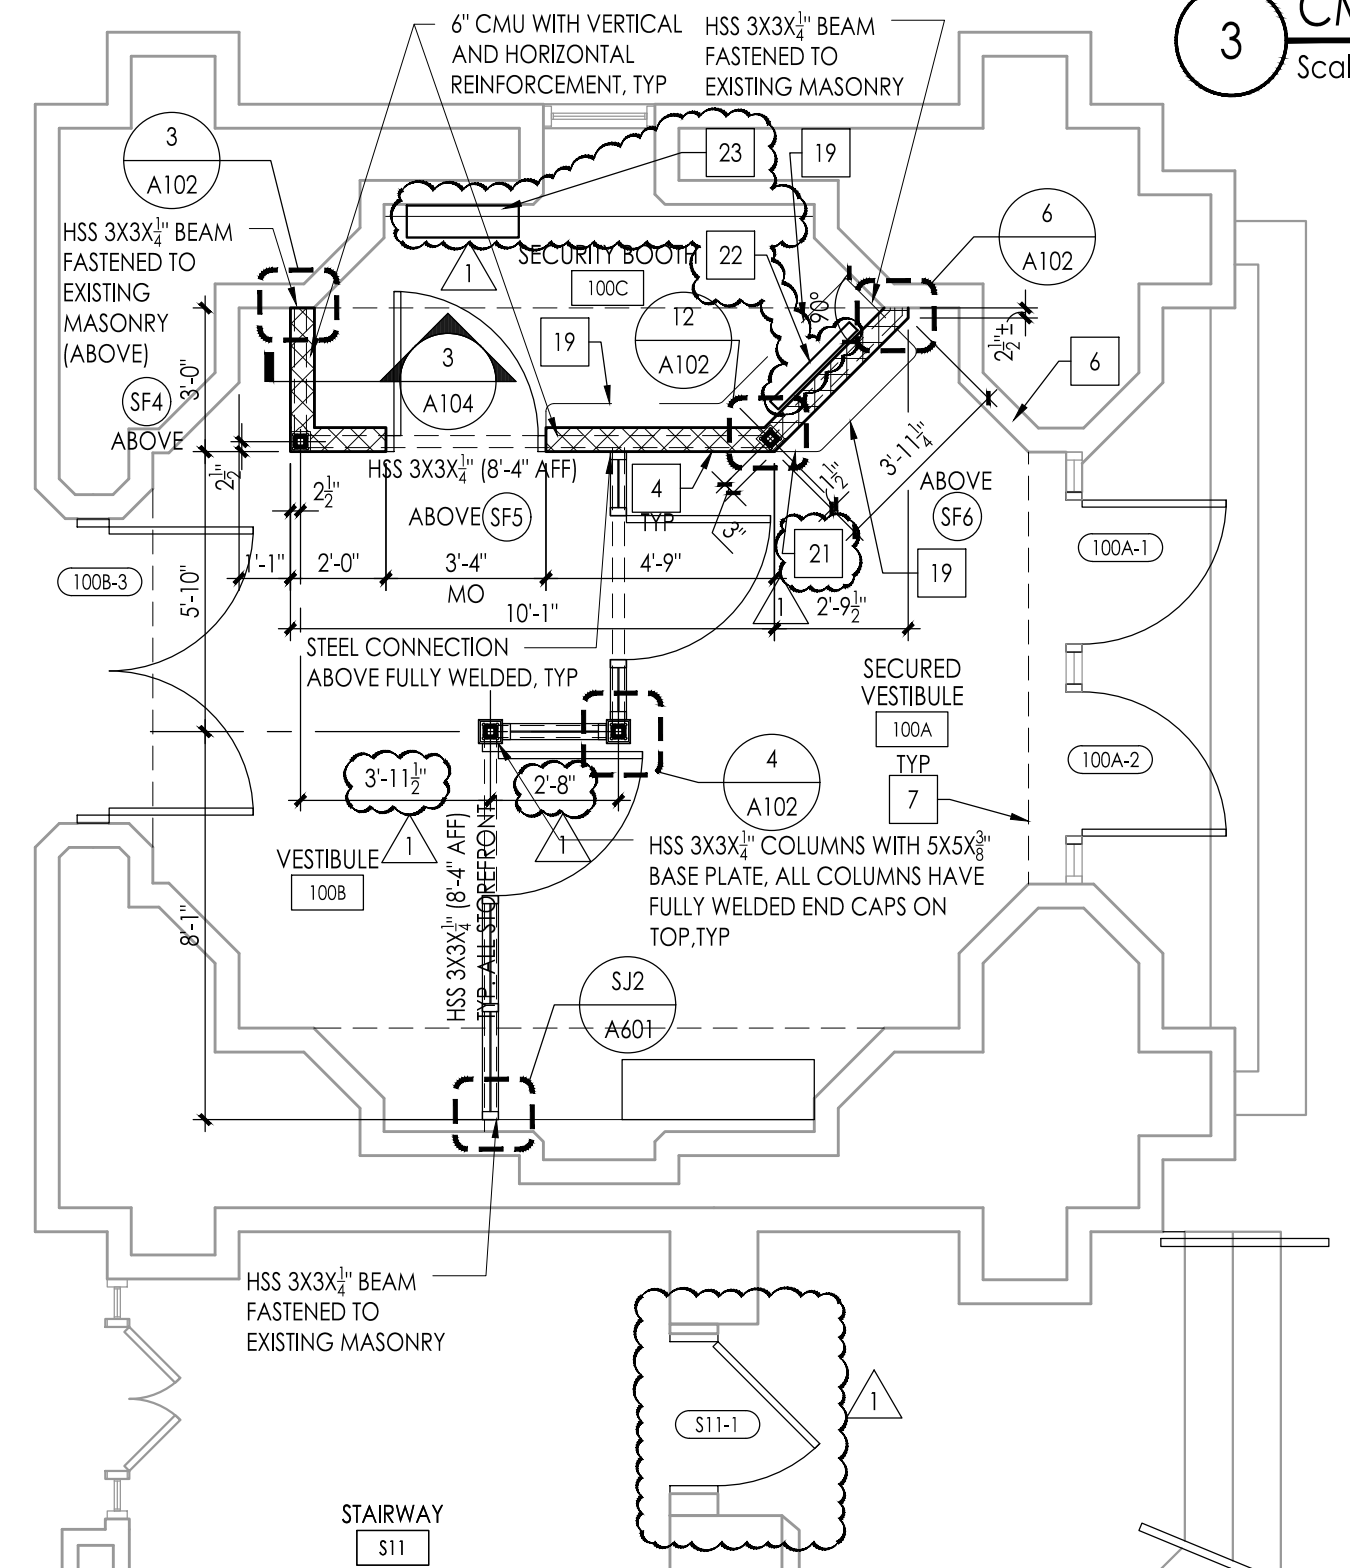 6" CMU WITH VERTICAL
AND HORIZONTAL
REINFORCEMENT, TYP
HSS 3X3X1/4" BEAM
FASTENED TO
EXISTING MASONRY
3
Scal
3
A102
23
19
6
A102
HSS 3X3X1/4" BEAM
FASTENED TO
EXISTING
MASONRY
(ABOVE)
1
SECURITY BOOTH
100C
22
90°
12
A102
19
3
A104
2 1/2"±
6
3'-0"
SF4
ABOVE
2 1/2"
2 1/2"
HSS 3X3X1/4" (8'-4" AFF)
4
TYP
3"
1 1/2"
3'-11 1/4"
ABOVE
SF6
ABOVE
SF5
21
19
1
100B-3
100A-1
1'-1"
2'-0"
3'-4"
MO
4'-9"
5'-10"
10'-1"
2'-9 1/2"
STEEL CONNECTION
ABOVE FULLY WELDED, TYP
SECURED
VESTIBULE
100A
TYP
7
100A-2
4
A102
3'-11 1/2"
2'-8"
1
1
VESTIBULE
100B
HSS 3X3X1/4" (8'-4" AFF)
TYP. ALL STOREFRONT
HSS 3X3X1/4" COLUMNS WITH 5X5X3/8"
BASE PLATE, ALL COLUMNS HAVE
FULLY WELDED END CAPS ON
TOP,TYP
8'-1"
SJ2
A601
HSS 3X3X1/4" BEAM
FASTENED TO
EXISTING MASONRY
S11-1
1
STAIRWAY
S11